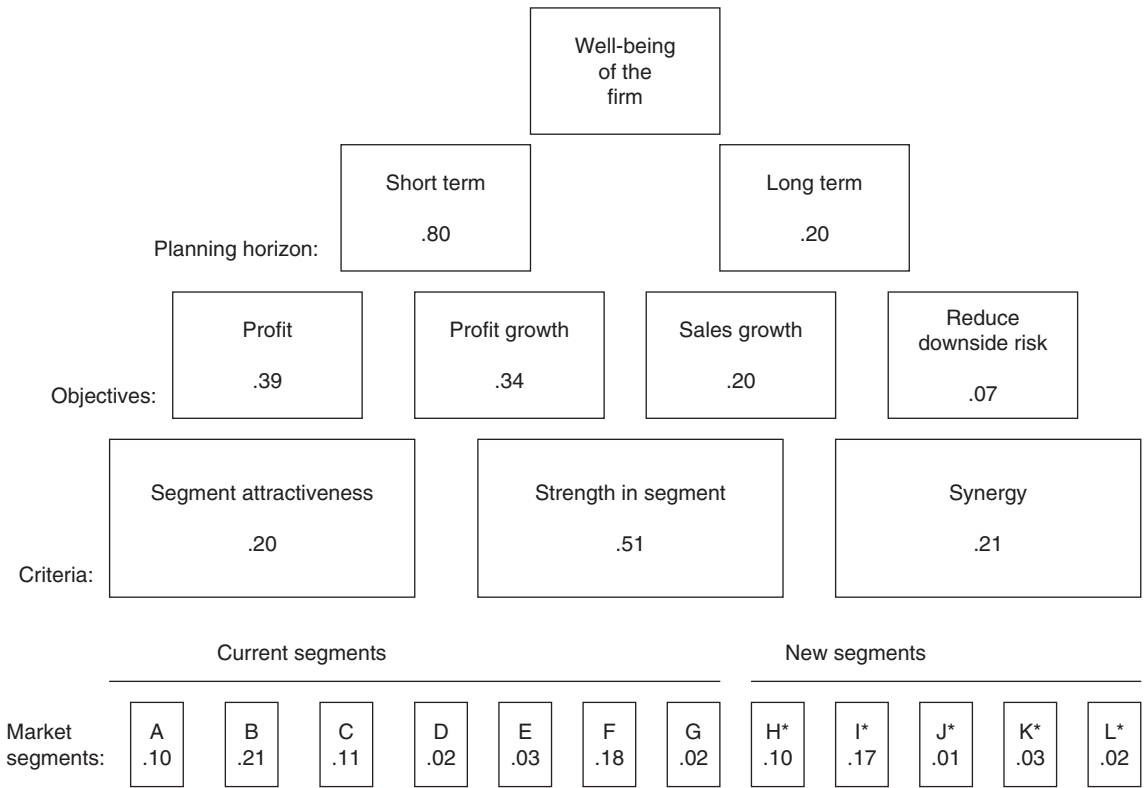 Well-being
of the
firm
Short term
Long term
.80
.20
Planning horizon:
Profit
Profit growth
Sales growth
Reduce
downside risk
.39
.34
.20
.07
Objectives:
Segment attractiveness
Strength in segment
Synergy
.20
.51
.21
Criteria:
Current segments
New segments
Market
segments:
A
.10
B
.21
C
.11
D
.02
E
.03
F
.18
G
.02
H*
.10
I*
.17
J*
.01
K*
.03
L*
.02